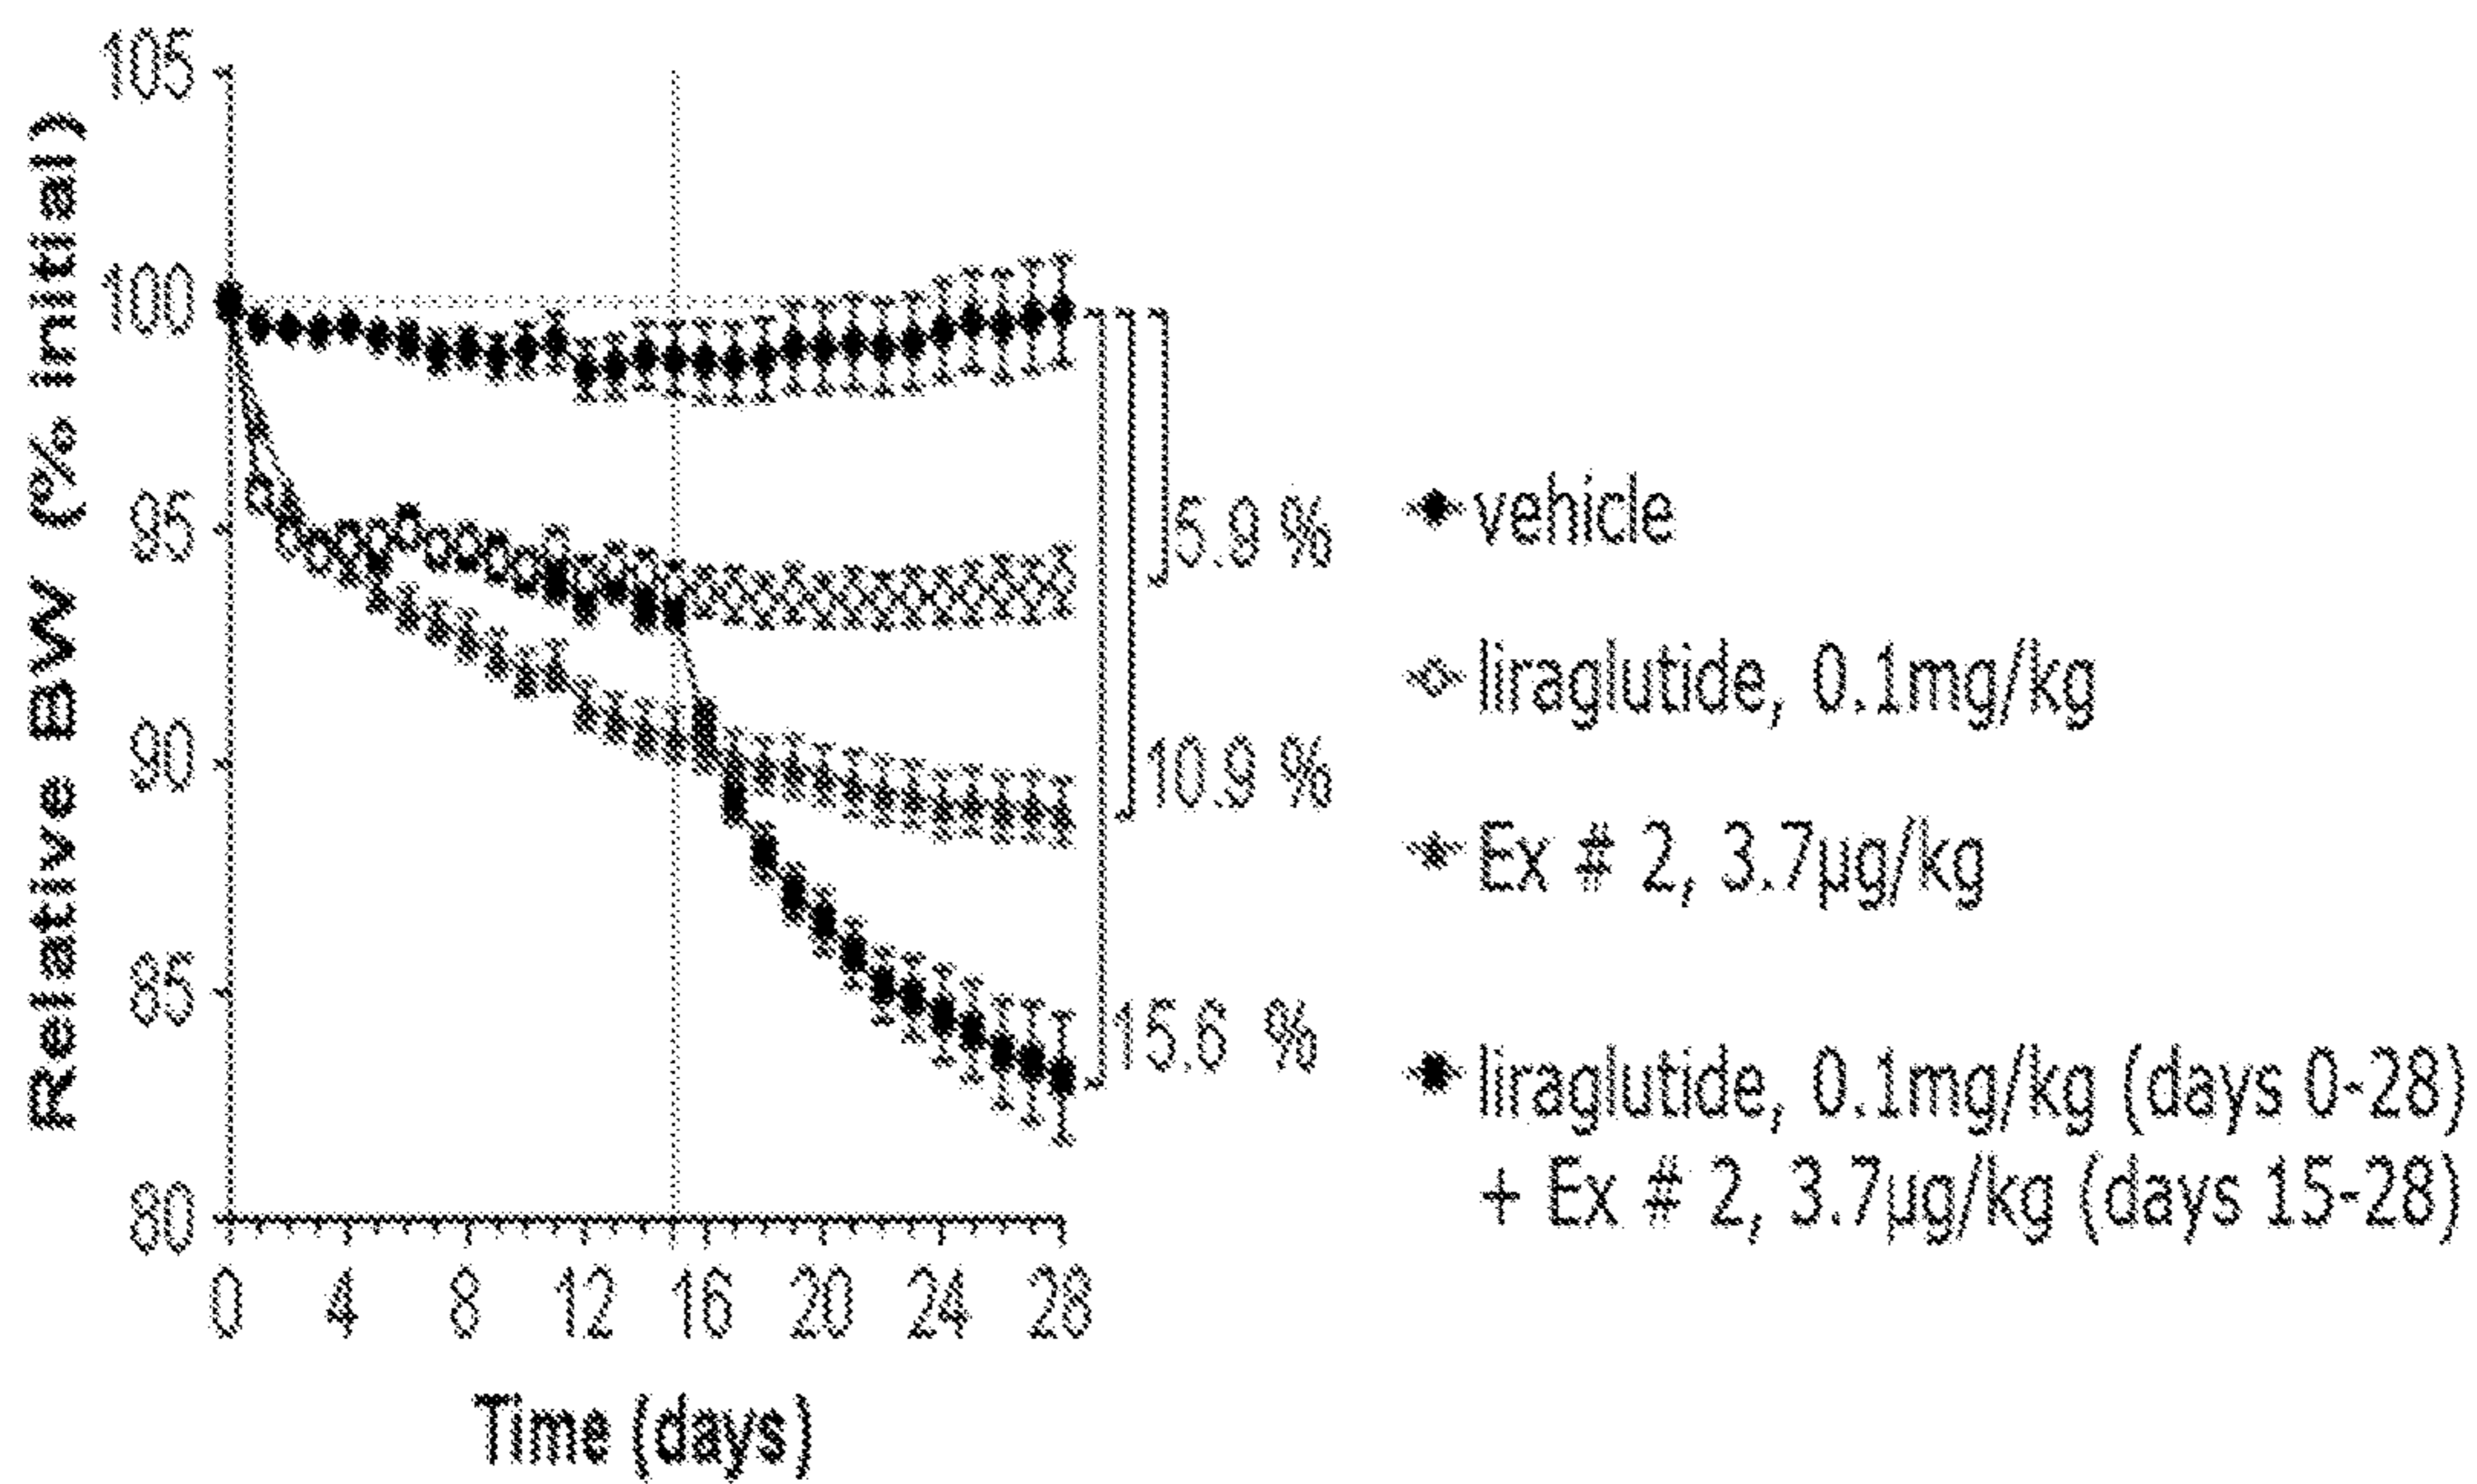 Relative BW (% initial)
105
100
95
90
85
80
0 4 8 12 16 20 24 28
Time (days)
5.9 %
10.9 %
15.6 %
vehicle
liraglutide, 0.1mg/kg
Ex # 2, 3.7µg/kg
liraglutide, 0.1mg/kg (days 0-28)
+ Ex # 2, 3.7µg/kg (days 15-28)